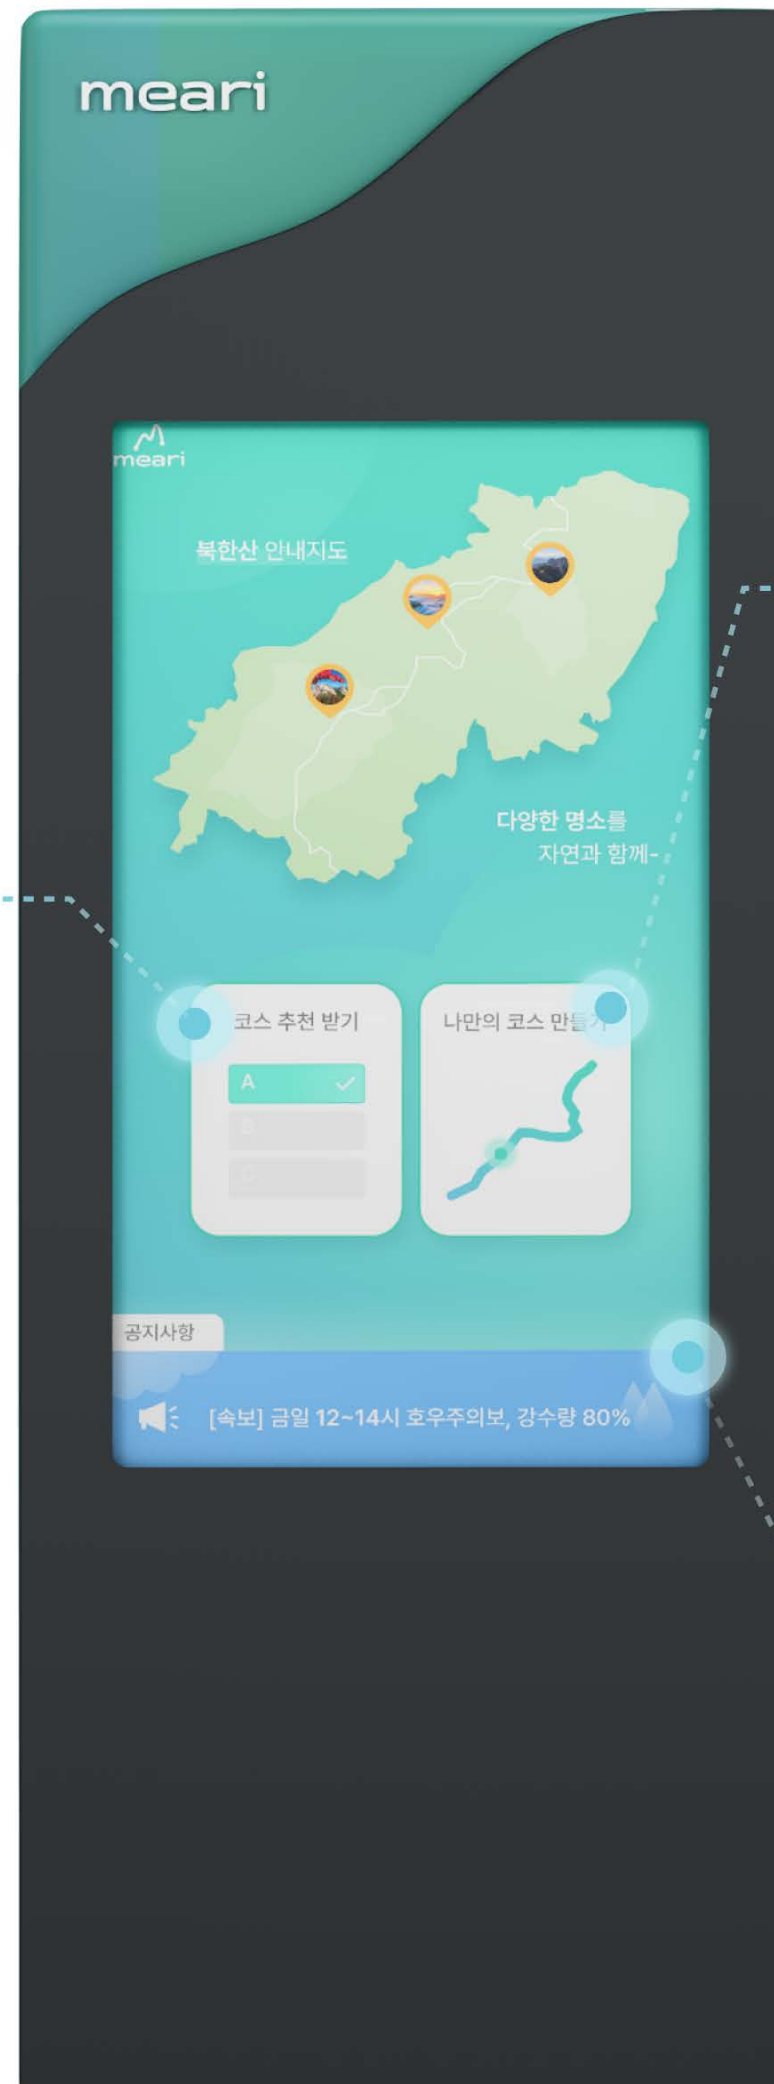 meari
meari
북한산 안내지도
다양한 명소를
자연과 함께-
코스 추천 받기
나만의 코스 만들기
A
B
C
공지사항
[속보] 금일 12~14시 호우주의보, 강수량 80%